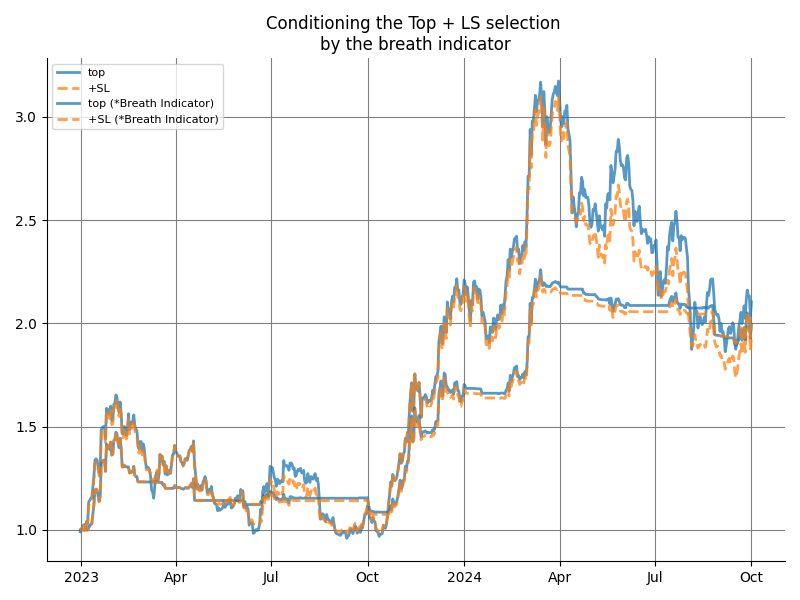 Conditioning the Top + LS selection
by the breath indicator
top
+SL
top (*Breath Indicator)
+SL (*Breath Indicator)
3.0
2.5
2.0
1.5
1.0
2023
Apr
Jul
Oct
2024
Apr
Jul
Oct